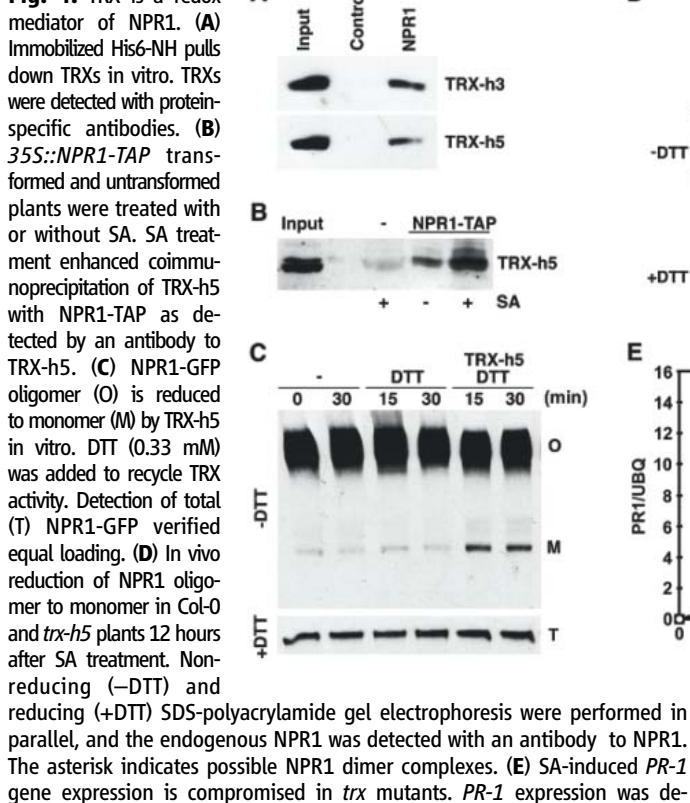 Fig. 1. TRX is a redox
mediator of NPR1. (A)
Immobilized His6-NH pulls
down TRXs in vitro. TRXs
were detected with protein-
specific antibodies. (B)
35S::NPR1-TAP trans-
formed and untransformed
plants were treated with
or without SA. SA treat-
ment enhanced coimmu-
noprecipitation of TRX-h5
with NPR1-TAP as de-
tected by an antibody to
TRX-h5. (C) NPR1-GFP
oligomer (O) is reduced
to monomer (M) by TRX-h5
in vitro. DTT (0.33 mM)
was added to recycle TRX
activity. Detection of total
(T) NPR1-GFP verified
equal loading. (D) In vivo
reduction of NPR1 oligo-
mer to monomer in Col-0
and trx-h5 plants 12 hours
after SA treatment. Non-
reducing (−DTT) and
reducing (+DTT) SDS-polyacrylamide gel electrophoresis were performed in
parallel, and the endogenous NPR1 was detected with an antibody to NPR1.
The asterisk indicates possible NPR1 dimer complexes. (E) SA-induced PR-1
gene expression is compromised in trx mutants. PR-1 expression was de-
Input Control NPR1
TRX-h3
TRX-h5
B
Input - NPR1-TAP
TRX-h5
+ - + SA
C
- DTT TRX-h5 DTT
0 30 15 30 15 30 (min)
-DTT
O
M
+DTT
T
-DTT
+DTT
E
PR1/UBQ
16
14
12
10
8
6
4
2
0
0